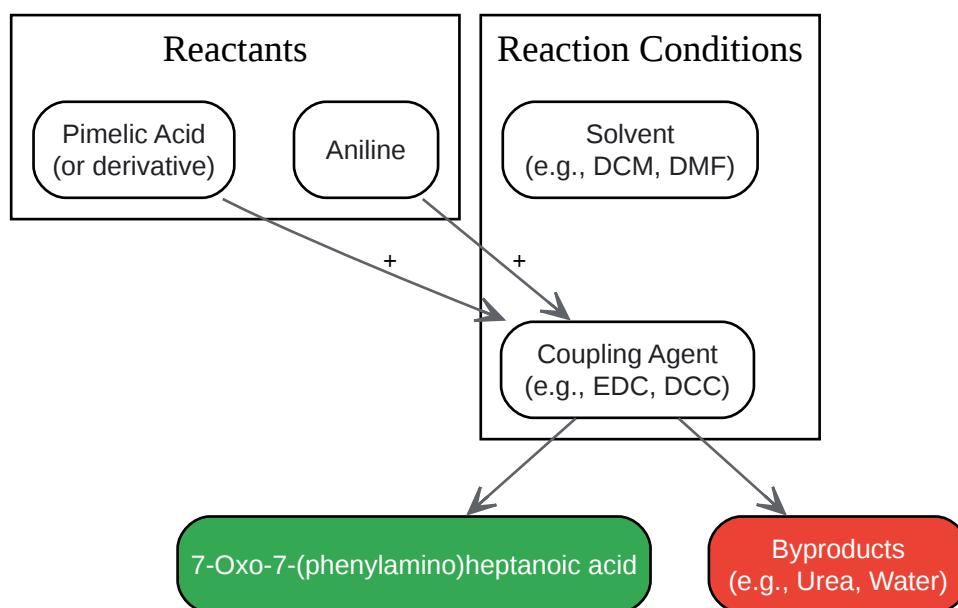 Reactants
Reaction Conditions
Pimelic Acid
(or derivative)
Aniline
Solvent
(e.g., DCM, DMF)
+
+
Coupling Agent
(e.g., EDC, DCC)
7-Oxo-7-(phenylamino)heptanoic acid
Byproducts
(e.g., Urea, Water)